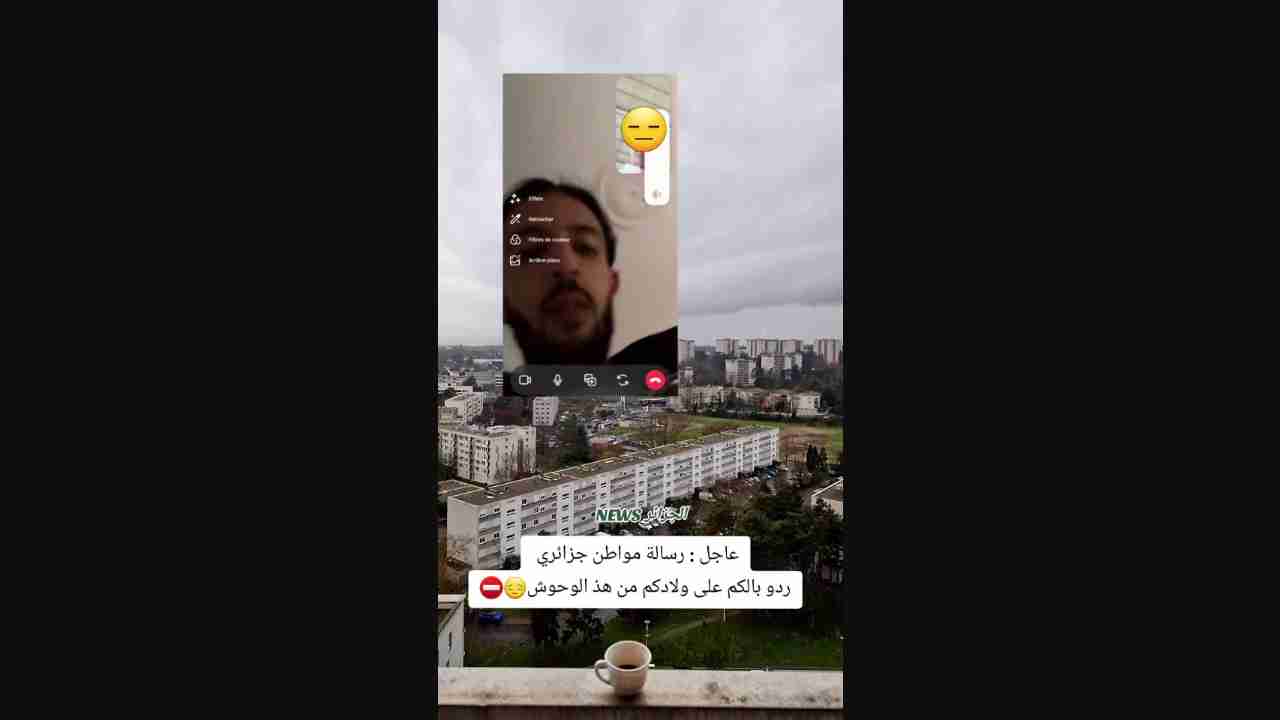 Effets
Retoucher
Filtres de couleur
Arrière-plans
الجزائر NEWS
عاجل : رسالة مواطن جزائري
ردو بالكم على ولادكم من هذ الوحوش😔⛔